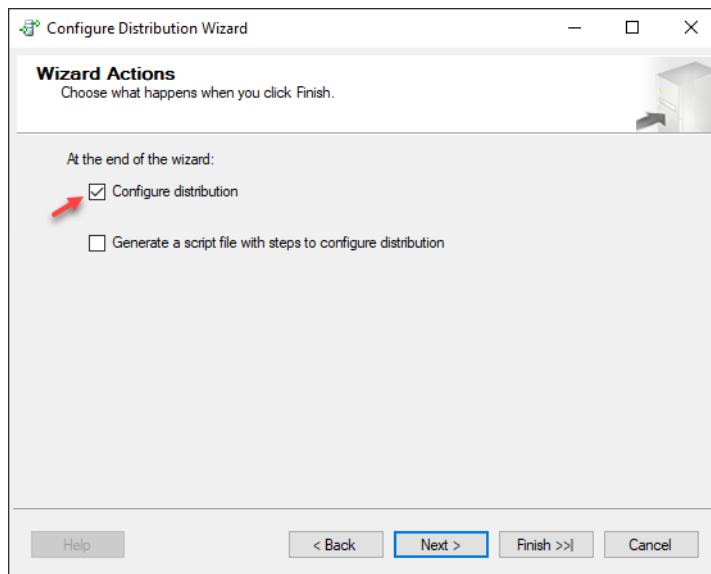 Configure Distribution Wizard
Wizard Actions
Choose what happens when you click Finish.
At the end of the wizard:
Configure distribution
Generate a script file with steps to configure distribution
Help
< Back
Next >
Finish >>|
Cancel